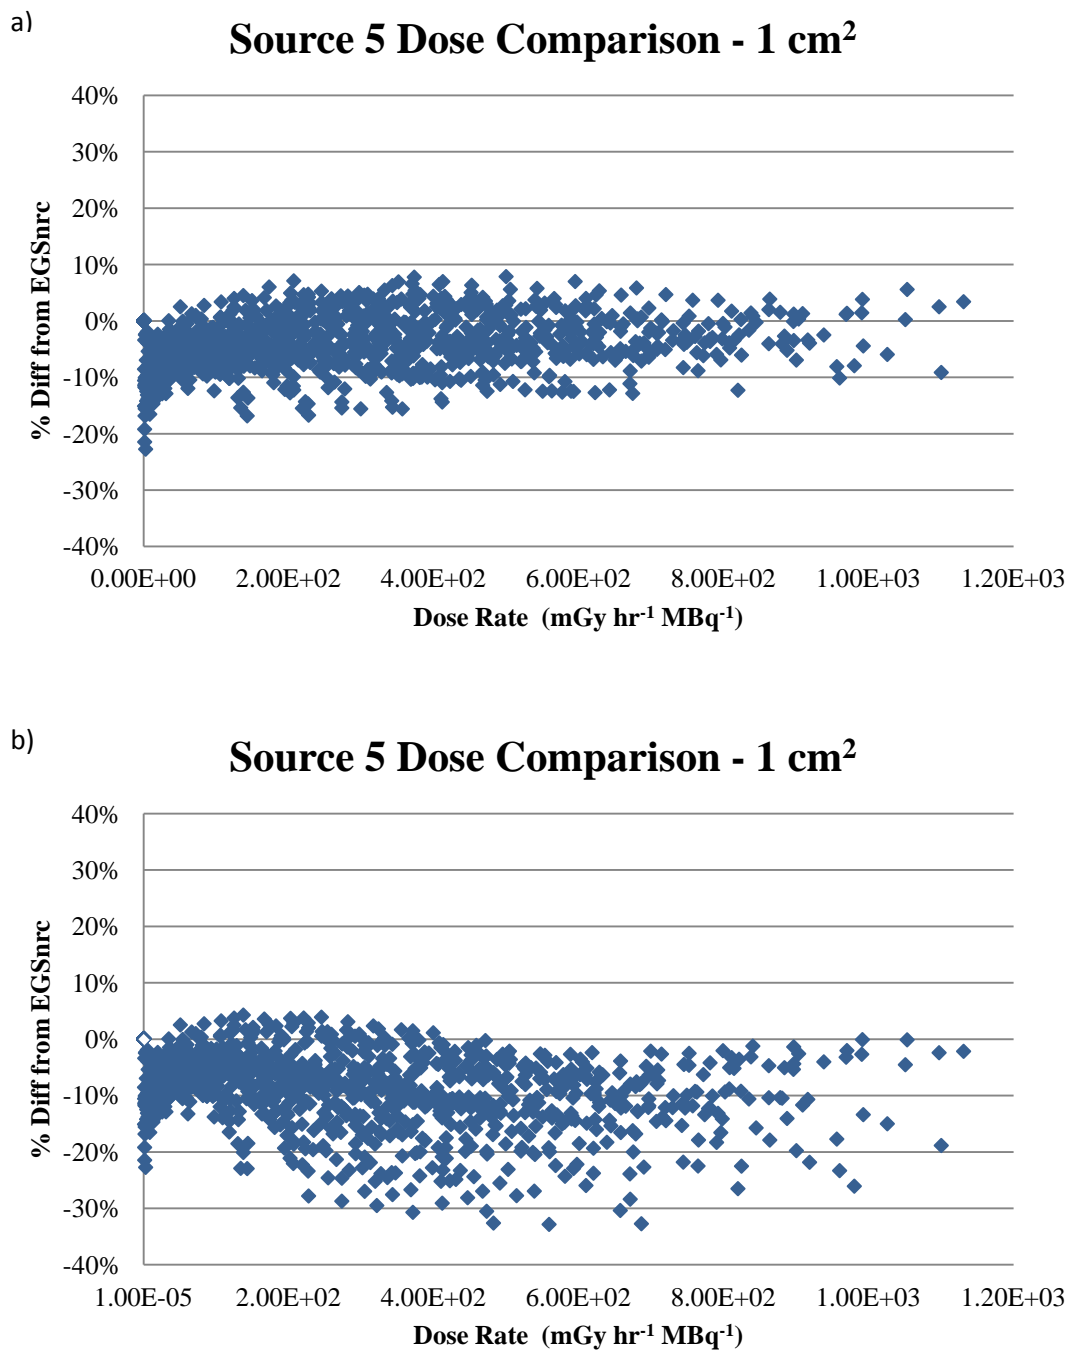 a)
Source 5 Dose Comparison - 1 cm²
40%
30%
20%
10%
0%
-10%
-20%
-30%
-40%
% Diff from EGSnrc
0.00E+00 2.00E+02 4.00E+02 6.00E+02 8.00E+02 1.00E+03 1.20E+03
Dose Rate (mGy hr⁻¹ MBq⁻¹)
b)
Source 5 Dose Comparison - 1 cm²
40%
30%
20%
10%
0%
-10%
-20%
-30%
-40%
% Diff from EGSnrc
1.00E-05 2.00E+02 4.00E+02 6.00E+02 8.00E+02 1.00E+03 1.20E+03
Dose Rate (mGy hr⁻¹ MBq⁻¹)